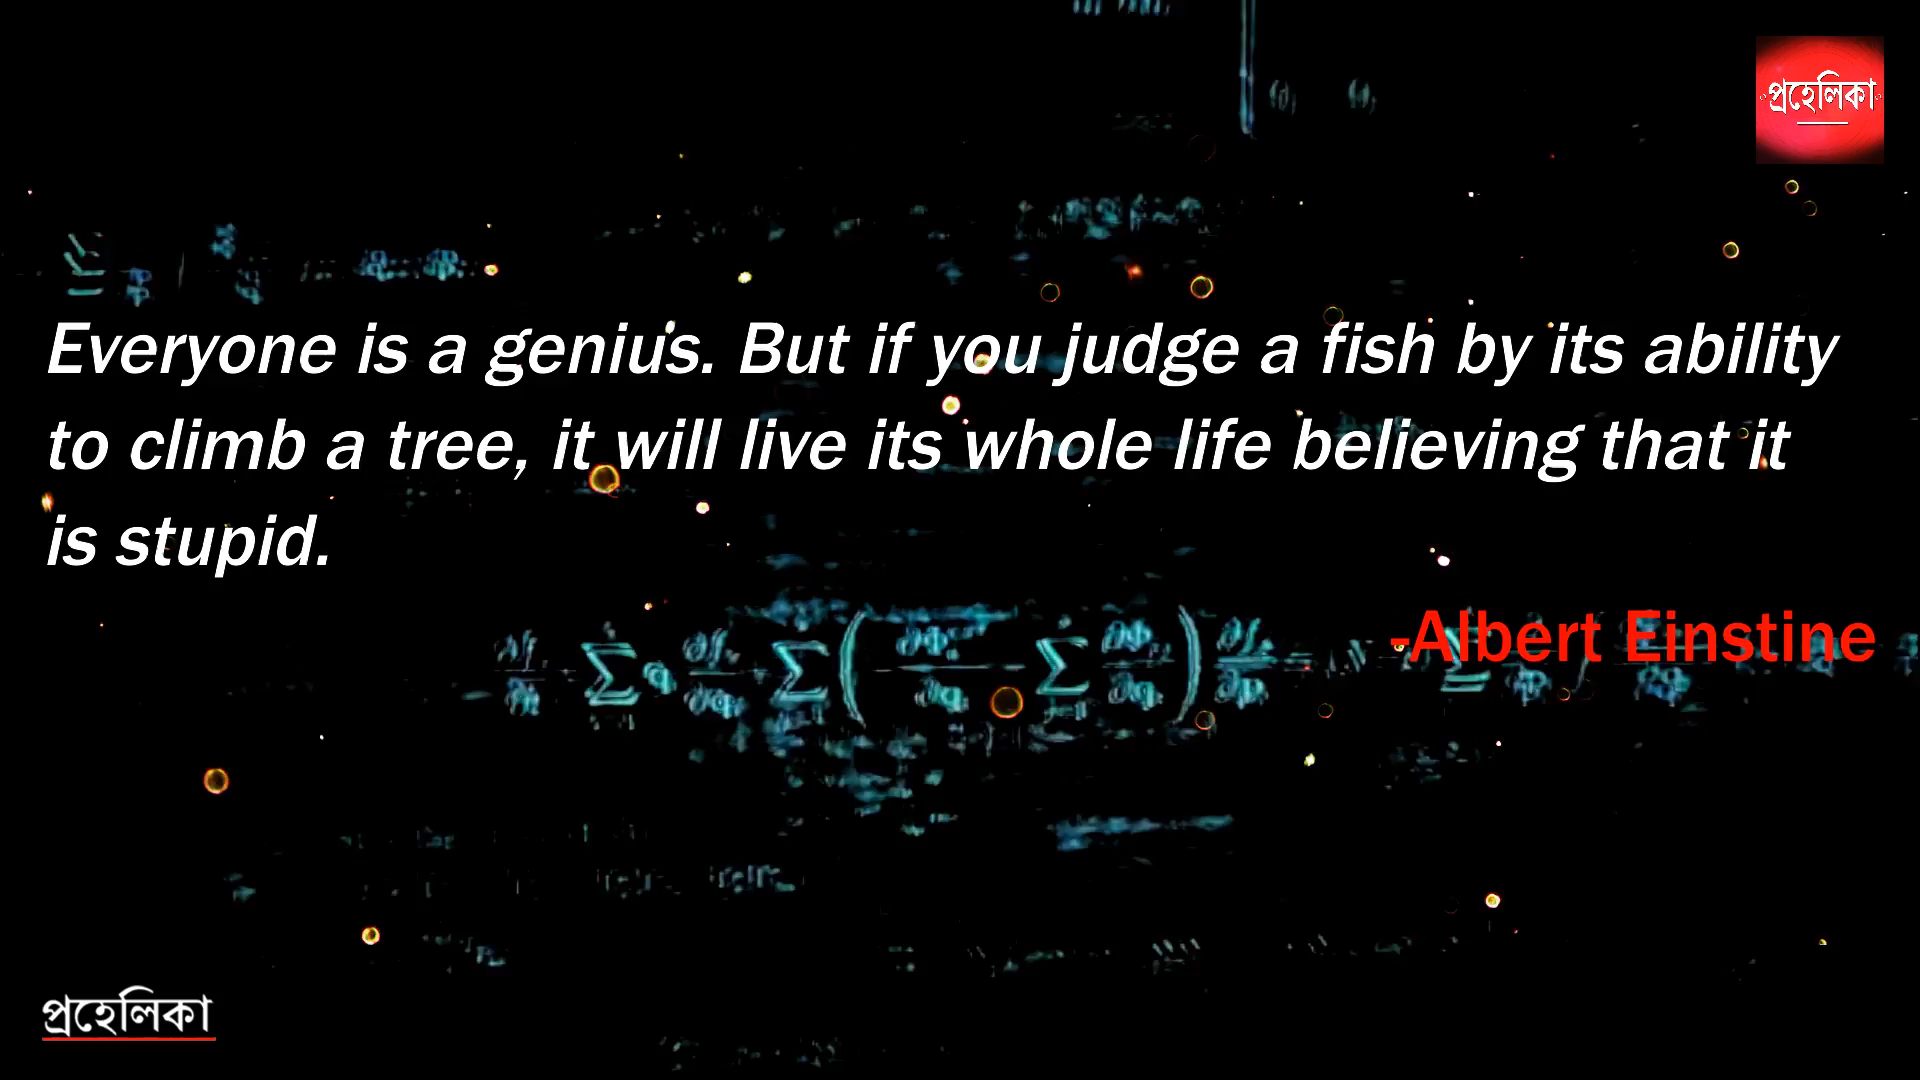 প্রহেলিকা
Everyone is a genius. But if you judge a fish by its ability
to climb a tree, it will live its whole life believing that it
is stupid.
-Albert Einstine
প্রহেলিকা